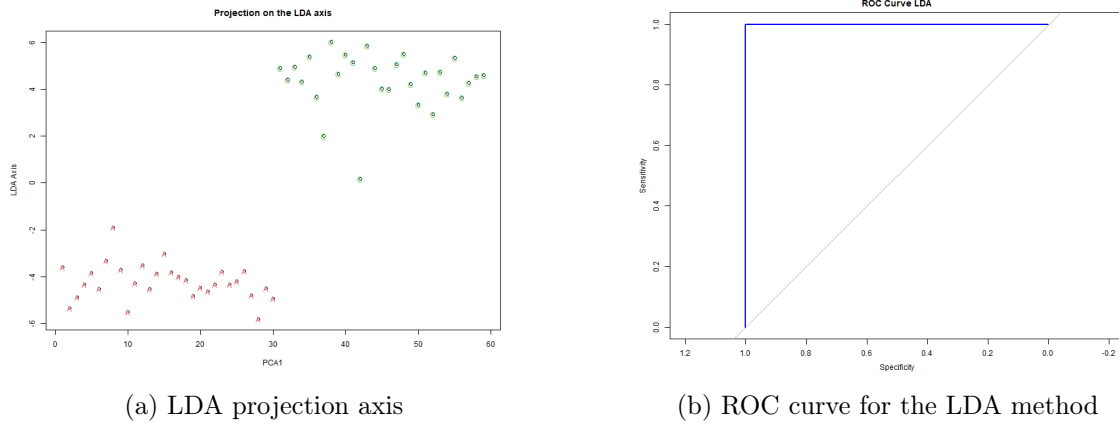 Projection on the LDA axis
6
4
2
0
-2
-4
-6
LDA Axis
0 10 20 30 40 50 60
PCA1
(a) LDA projection axis
ROC Curve LDA
1.0
0.8
0.6
0.4
0.2
0.0
Sensitivity
1.2 1.0 0.8 0.6 0.4 0.2 0.0 -0.2
Specificity
(b) ROC curve for the LDA method